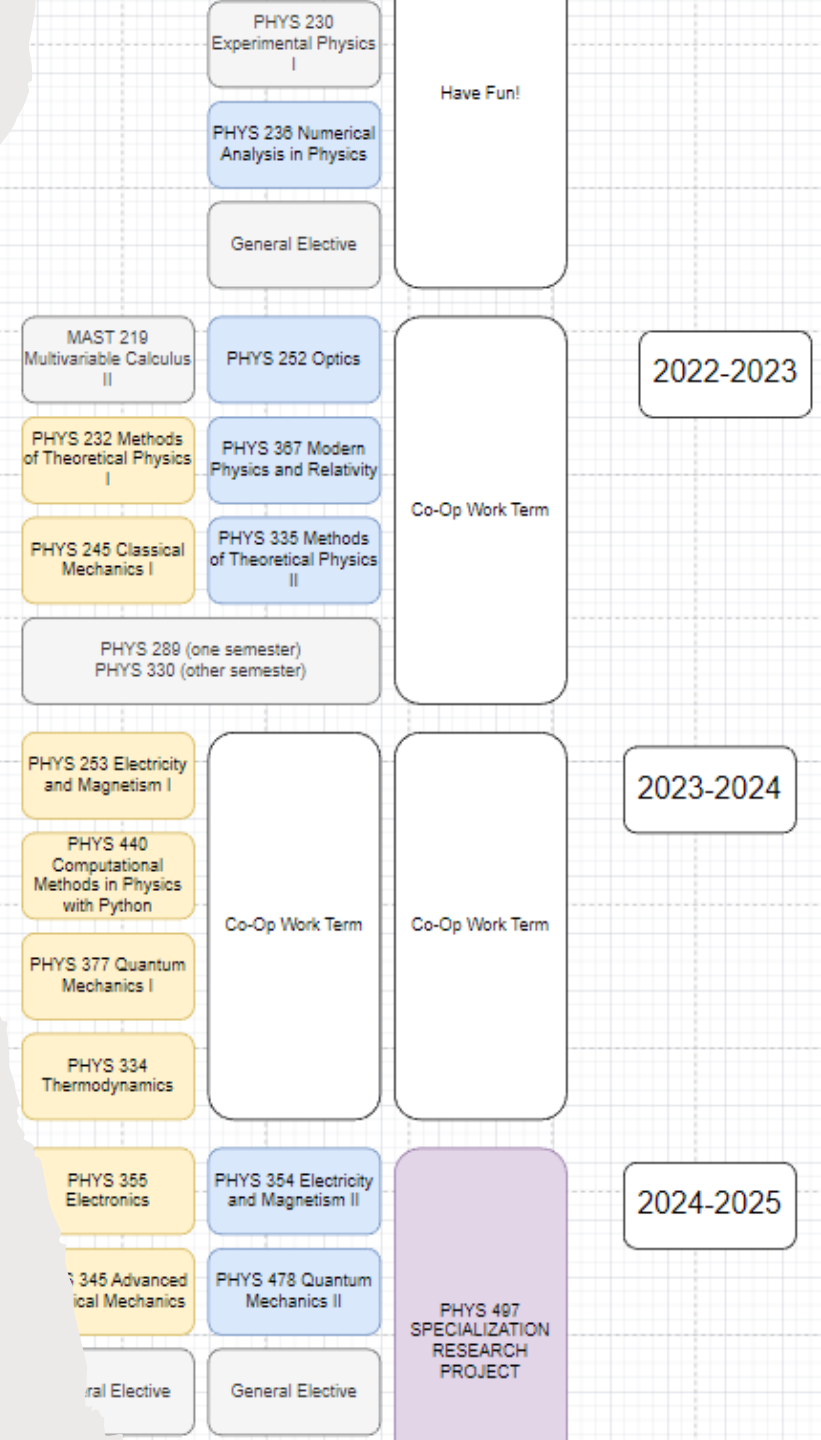 PHYS 230
Experimental Physics
I
Have Fun!
PHYS 236 Numerical
Analysis in Physics
General Elective
MAST 219
Multivariable Calculus
II
PHYS 252 Optics
2022-2023
PHYS 232 Methods
of Theoretical Physics
I
PHYS 367 Modern
Physics and Relativity
Co-Op Work Term
PHYS 245 Classical
Mechanics I
PHYS 335 Methods
of Theoretical Physics
II
PHYS 289 (one semester)
PHYS 330 (other semester)
PHYS 253 Electricity
and Magnetism I
2023-2024
PHYS 440
Computational
Methods in Physics
with Python
Co-Op Work Term
Co-Op Work Term
PHYS 377 Quantum
Mechanics I
PHYS 334
Thermodynamics
PHYS 355
Electronics
PHYS 354 Electricity
and Magnetism II
2024-2025
S 345 Advanced
ical Mechanics
PHYS 478 Quantum
Mechanics II
PHYS 497
SPECIALIZATION
RESEARCH
PROJECT
ral Elective
General Elective